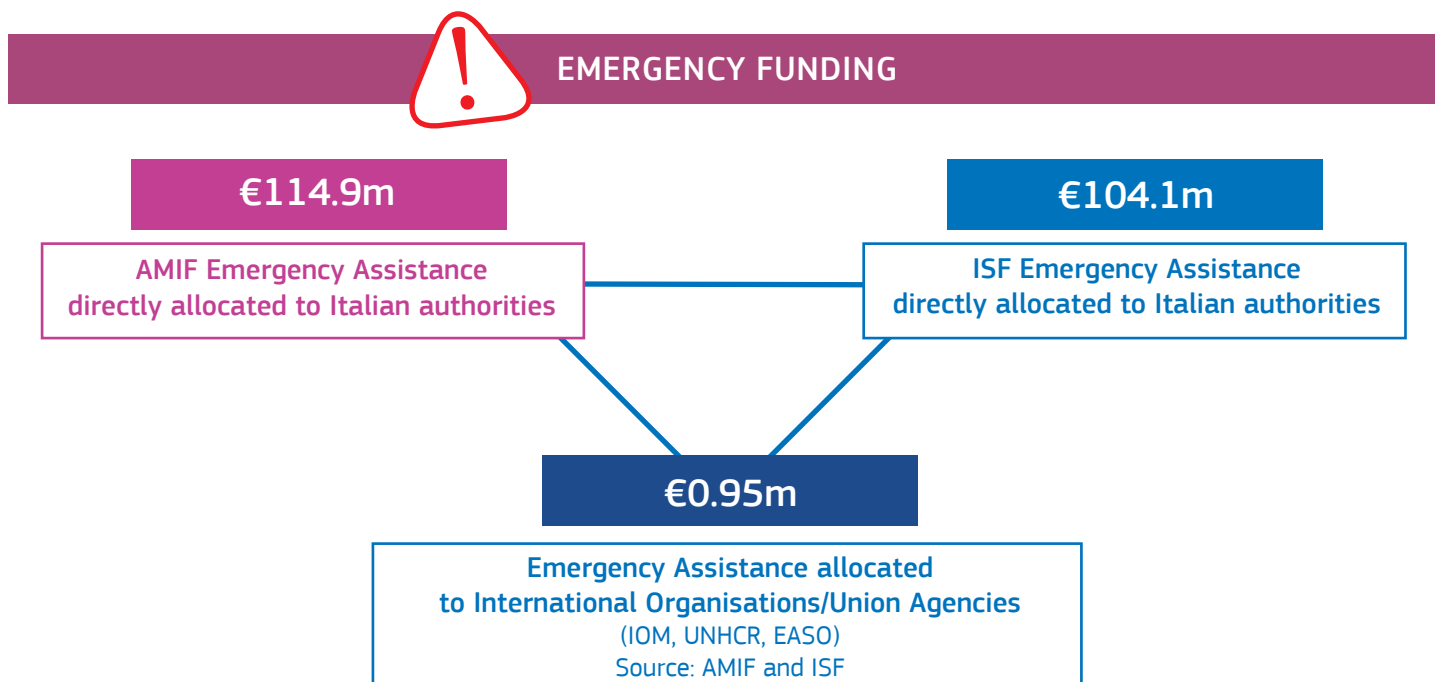 EMERGENCY FUNDING
€114.9m
AMIF Emergency Assistance
directly allocated to Italian authorities
€104.1m
ISF Emergency Assistance
directly allocated to Italian authorities
€0.95m
Emergency Assistance allocated
to International Organisations/Union Agencies
(IOM, UNHCR, EASO)
Source: AMIF and ISF